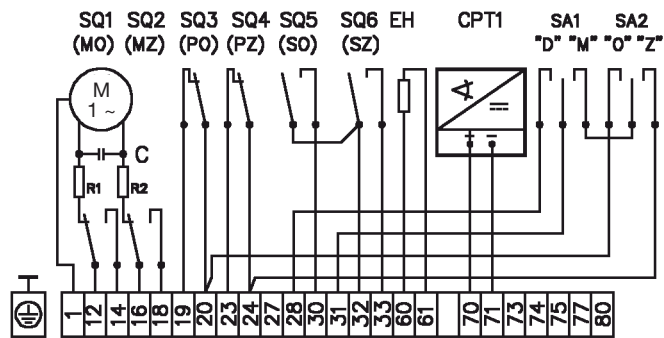 SQ1 SQ2 SQ3 SQ4 SQ5 SQ6 EH CPT1 SA1 SA2
(MO) (MZ) (PO) (PZ) (SO) (SZ) "D" "M" "O" "Z"
M
1 ~
C
R1 R2
+ −
1 12 14 16 18 19 20 23 24 27 28 30 31 32 33 60 61 70 71 73 74 75 77 80